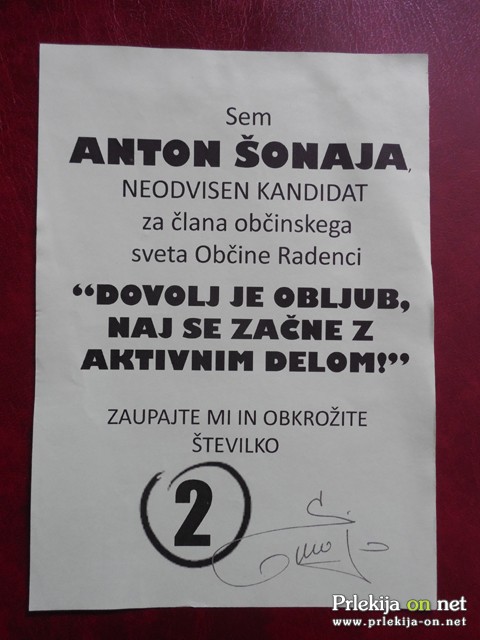 Sem
ANTON ŠONAJA,
NEODVISEN KANDIDAT
za člana občinskega
sveta Občine Radenci
“DOVOLJ JE OBLJUB,
NAJ SE ZAČNE Z
AKTIVNIM DELOM!”
ZAUPAJTE MI IN OBKROŽITE
ŠTEVILKO
2
Prlekija-on.net
www.prlekija-on.net